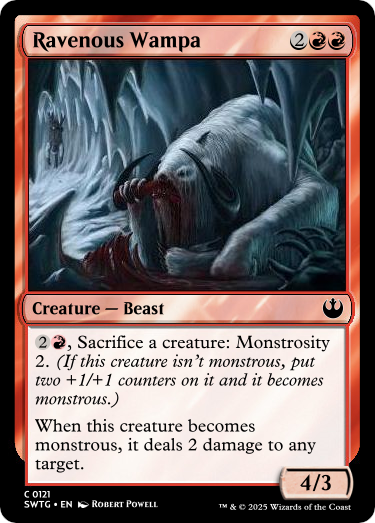 Ravenous Wampa 2
Creature — Beast
2, Sacrifice a creature: Monstrosity
2. (If this creature isn't monstrous, put
two +1/+1 counters on it and it becomes
monstrous.)
When this creature becomes
monstrous, it deals 2 damage to any
target.
4/3
C 0121
SWTG • EN Robert Powell
™ & © 2025 Wizards of the Coast